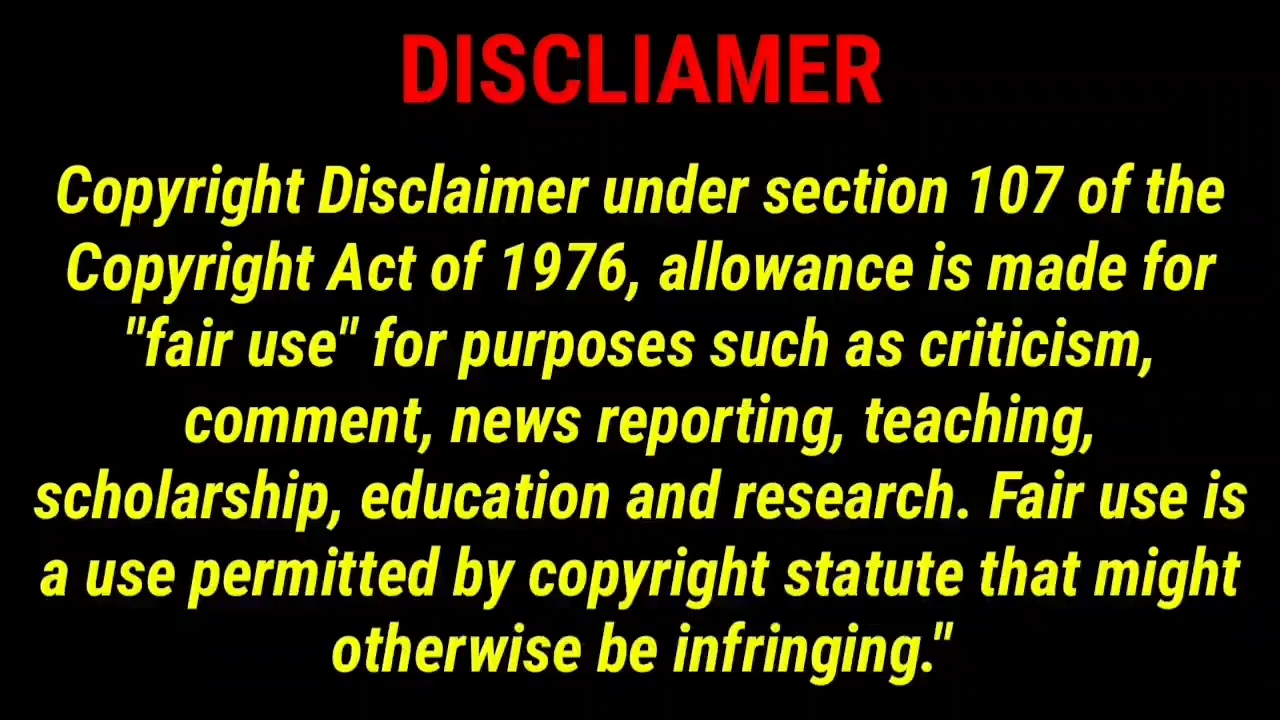 DISCLIAMER
Copyright Disclaimer under section 107 of the
Copyright Act of 1976, allowance is made for
"fair use" for purposes such as criticism,
comment, news reporting, teaching,
scholarship, education and research. Fair use is
a use permitted by copyright statute that might
otherwise be infringing."